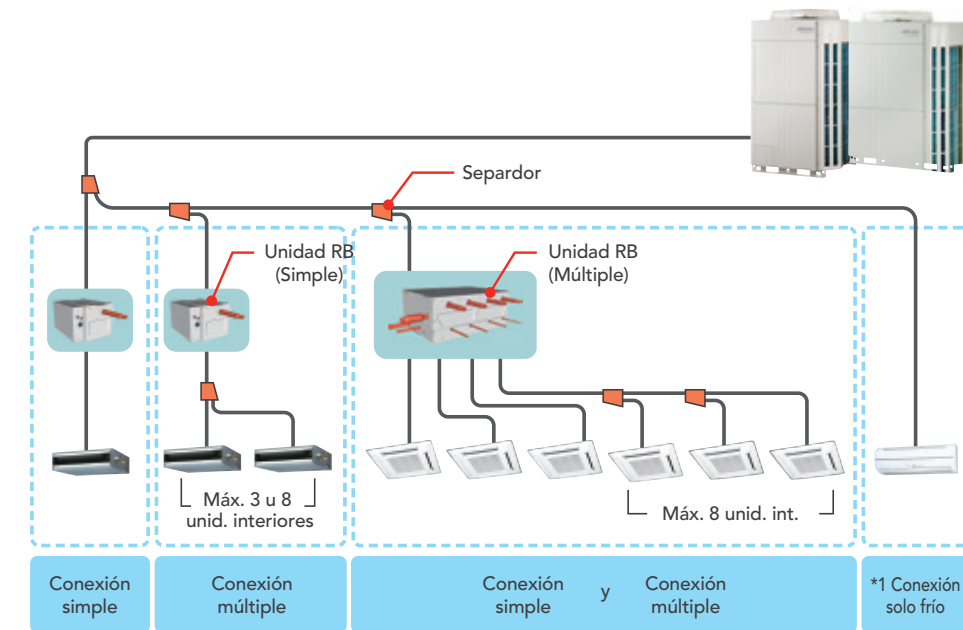 Separdor
Unidad RB
(Simple)
Unidad RB
(Múltiple)
Máx. 3 u 8
unid. interiores
Máx. 8 unid. int.
Conexión
simple
Conexión
múltiple
Conexión
simple
y
Conexión
múltiple
*1 Conexión
solo frío